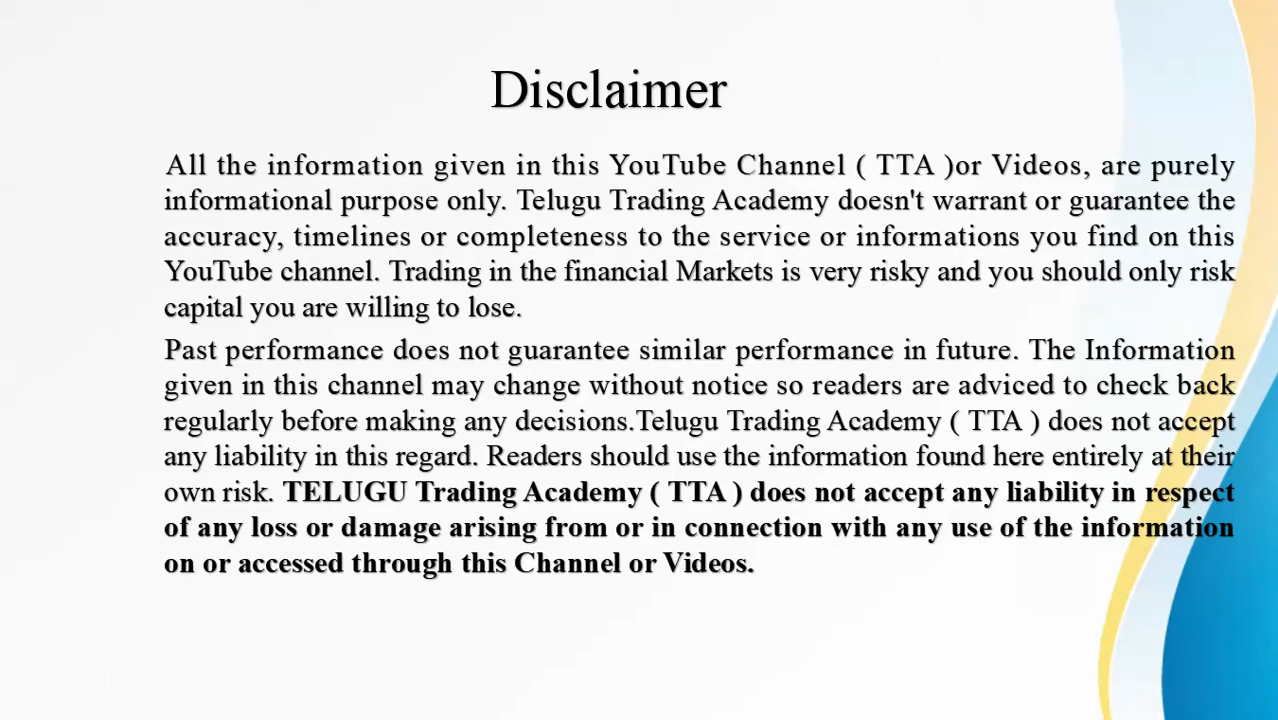 Disclaimer
All the information given in this YouTube Channel ( TTA )or Videos, are purely
informational purpose only. Telugu Trading Academy doesn't warrant or guarantee the
accuracy, timelines or completeness to the service or informations you find on this
YouTube channel. Trading in the financial Markets is very risky and you should only risk
capital you are willing to lose.
Past performance does not guarantee similar performance in future. The Information
given in this channel may change without notice so readers are adviced to check back
regularly before making any decisions.Telugu Trading Academy ( TTA ) does not accept
any liability in this regard. Readers should use the information found here entirely at their
own risk. TELUGU Trading Academy ( TTA ) does not accept any liability in respect
of any loss or damage arising from or in connection with any use of the information
on or accessed through this Channel or Videos.